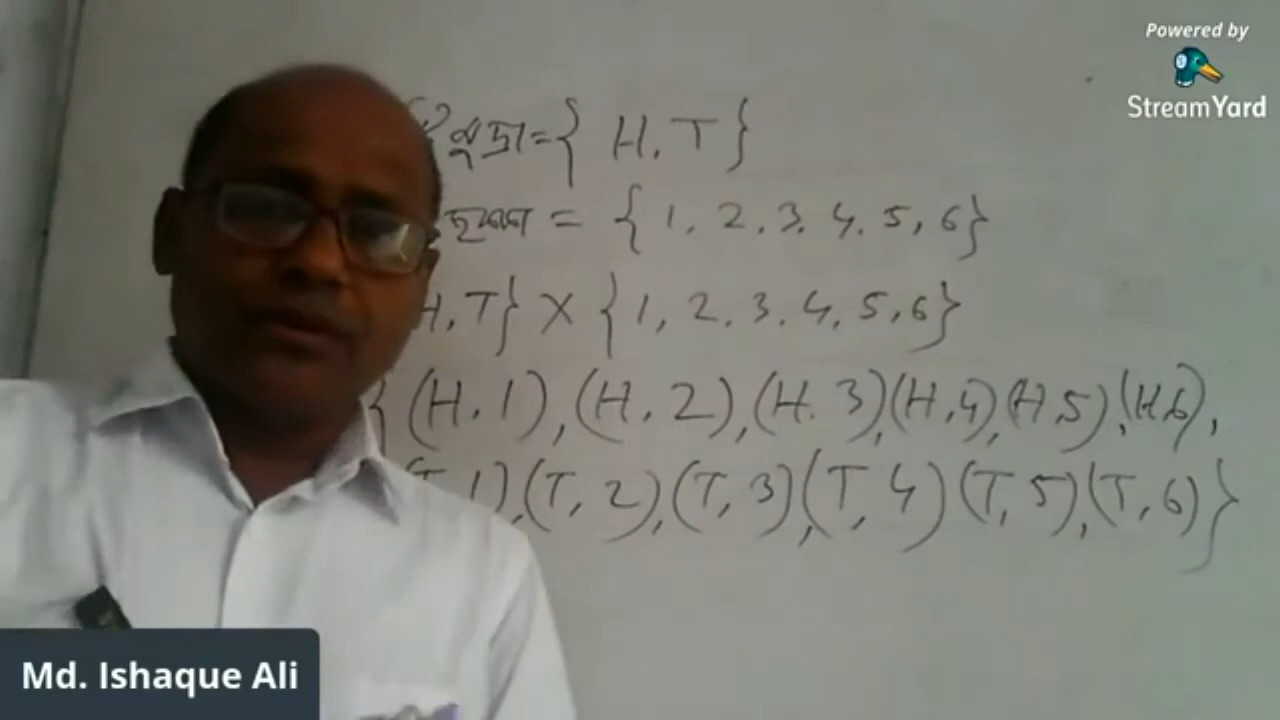 Powered by
StreamYard
মুদ্রা = { H, T }
= { 1, 2, 3, 4, 5, 6 }
H, T } X { 1, 2, 3, 4, 5, 6 }
{ (H, 1), (H, 2), (H, 3), (H, 4), (H, 5), (H, 6),
(T, 1), (T, 2), (T, 3), (T, 4) (T, 5), (T, 6) }
Md. Ishaque Ali